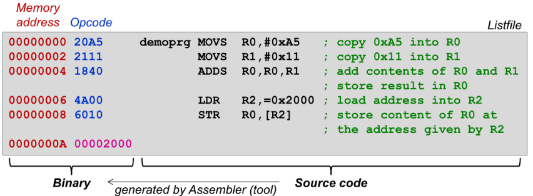 Memory
address Opcode Listfile
00000000 20A5 demoprg MOVS R0,#0xA5 ; copy 0xA5 into R0
00000002 2111 MOVS R1,#0x11 ; copy 0x11 into R1
00000004 1840 ADDS R0,R0,R1 ; add contents of R0 and R1
; store result in R0
00000006 4A00 LDR R2,=0x2000 ; load address into R2
00000008 6010 STR R0,[R2] ; store content of R0 at
; the address given by R2
0000000A 00002000
Binary Source code
generated by Assembler (tool)